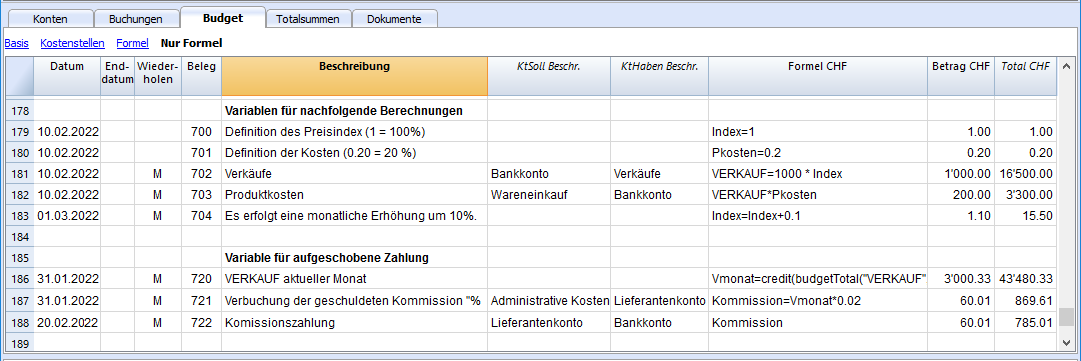 Konten Buchungen Budget Totalsummen Dokumente
Basis Kostenstellen Formel Nur Formel
Datum End-datum Wieder-holen Beleg Beschreibung KtSoll Beschr. KtHaben Beschr. Formel CHF Betrag CHF Total CHF
178 Variablen für nachfolgende Berechnungen
179 10.02.2022 700 Definition des Preisindex (1 = 100%) Index=1 1.00 1.00
180 10.02.2022 701 Definition der Kosten (0.20 = 20 %) Pkosten=0.2 0.20 0.20
181 10.02.2022 M 702 Verkäufe Bankkonto Verkäufe VERKAUF=1000 * Index 1'000.00 16'500.00
182 10.02.2022 M 703 Produktkosten Wareneinkauf Bankkonto VERKAUF*Pkosten 200.00 3'300.00
183 01.03.2022 M 704 Es erfolgt eine monatliche Erhöhung um 10%. Index=Index+0.1 1.10 15.50
184
185 Variable für aufgeschobene Zahlung
186 31.01.2022 M 720 VERKAUF aktueller Monat Vmonat=credit(budgetTotal("VERKAUF", 3'000.33 43'480.33
187 31.01.2022 M 721 Verbuchung der geschuldeten Kommission "% Administrative Kosten Lieferantenkonto Kommission=Vmonat*0.02 60.01 869.61
188 20.02.2022 M 722 Komissionszahlung Lieferantenkonto Bankkonto Kommission 60.01 785.01
189